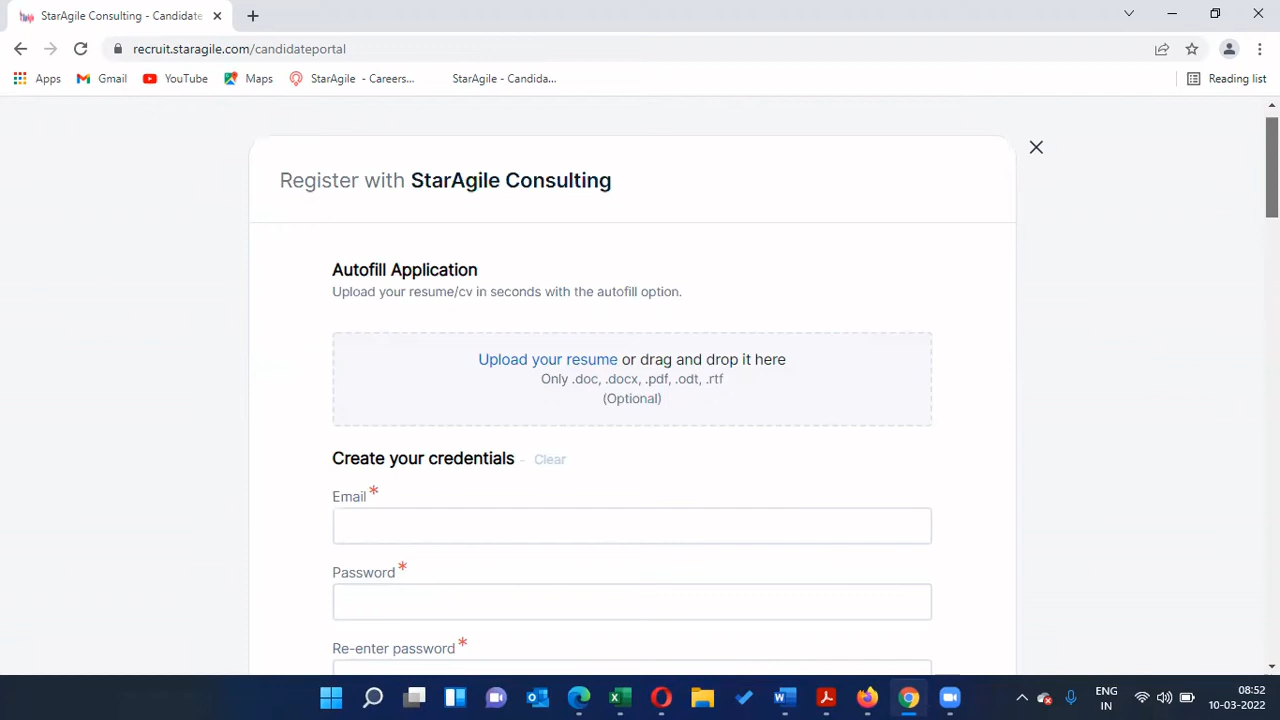 StarAgile Consulting - Candidate
recruit.staragile.com/candidateportal
Apps Gmail YouTube Maps StarAgile - Careers... StarAgile - Candida... Reading list
Register with StarAgile Consulting
Autofill Application
Upload your resume/cv in seconds with the autofill option.
Upload your resume or drag and drop it here
Only .doc, .docx, .pdf, .odt, .rtf
(Optional)
Create your credentials - Clear
Email *
Password *
Re-enter password *
ENG
IN
08:52
10-03-2022